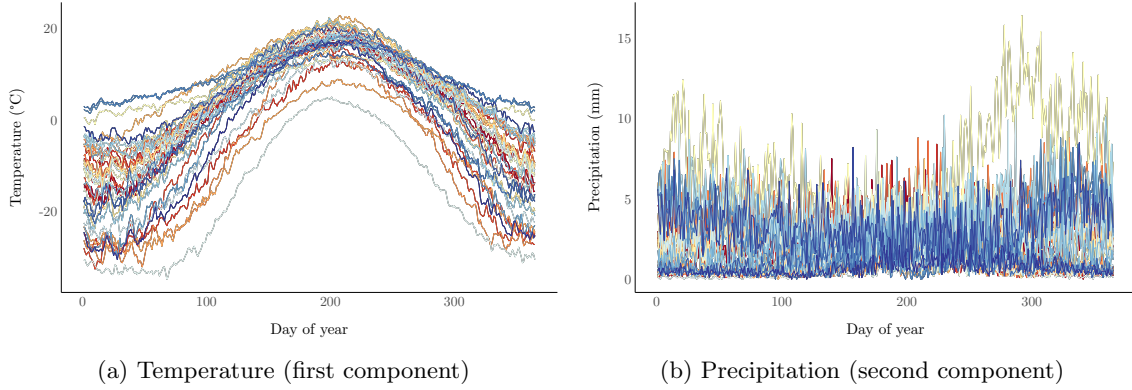 20
0
-20
Temperature (°C)
0
100
200
300
Day of year
(a) Temperature (first component)
15
10
5
0
Precipitation (mm)
0
100
200
300
Day of year
(b) Precipitation (second component)